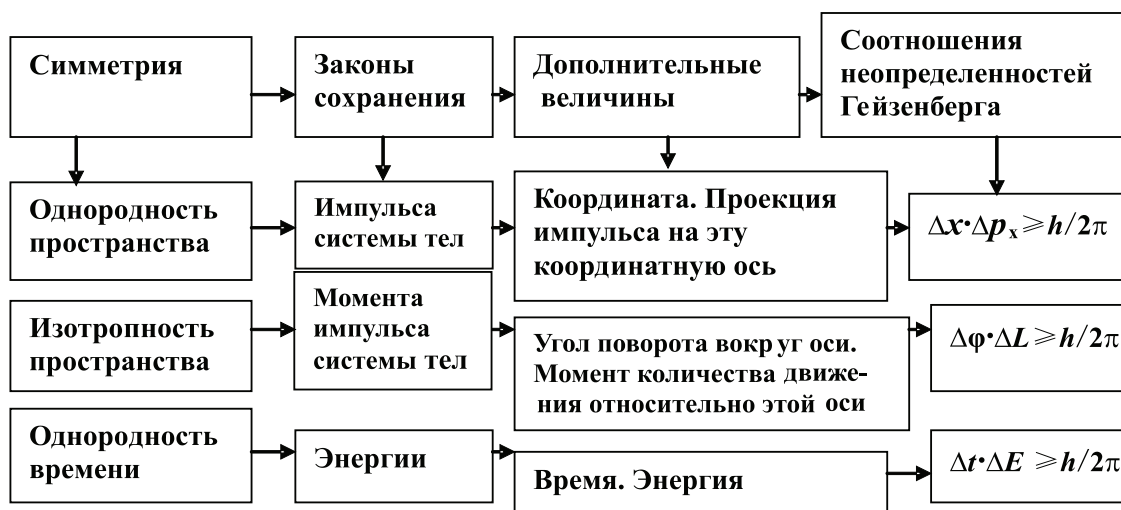 Симметрия
Законы
сохранения
Дополнительные
величины
Соотношения
неопределенностей
Гейзенберга
Однородность
пространства
Импульса
системы тел
Координата. Проекция
импульса на эту
координатную ось
Δx·Δpₓ ≥ h/2π
Изотропность
пространства
Момента
импульса
системы тел
Угол поворота вокруг оси.
Момент количества движе-
ния относительно этой оси
Δφ·ΔL ≥ h/2π
Однородность
времени
Энергии
Время. Энергия
Δt·ΔE ≥ h/2π